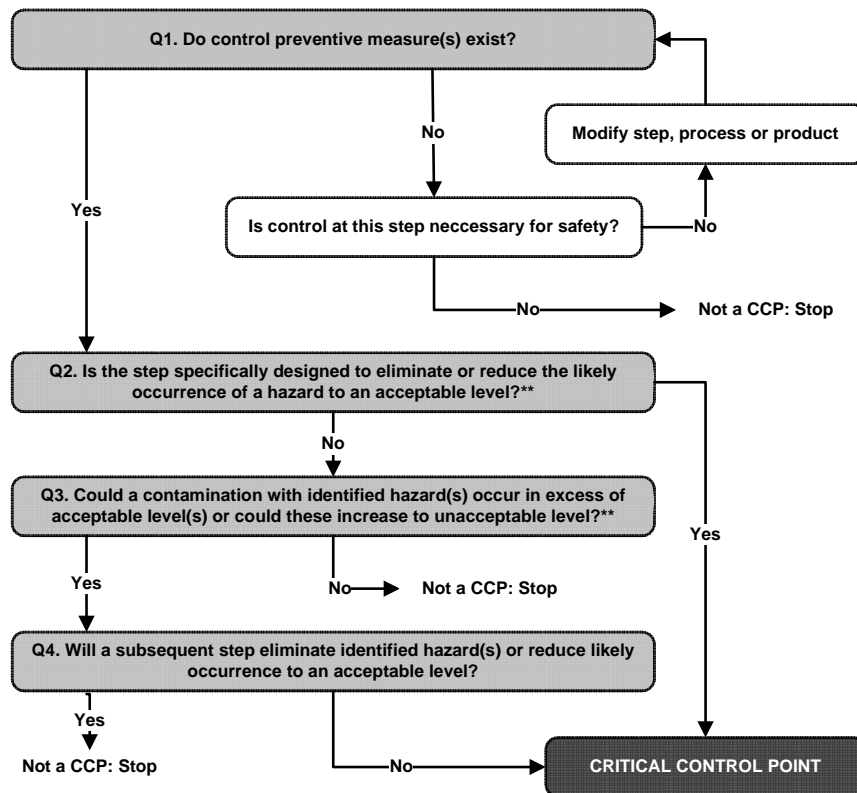 Q1. Do control preventive measure(s) exist?
No
Modify step, process or product
Yes
Is control at this step neccessary for safety?
No
No
Not a CCP: Stop
Q2. Is the step specifically designed to eliminate or reduce the likely
occurrence of a hazard to an acceptable level?**
No
Q3. Could a contamination with identified hazard(s) occur in excess of
acceptable level(s) or could these increase to unacceptable level?**
Yes
Yes
No
Not a CCP: Stop
Q4. Will a subsequent step eliminate identified hazard(s) or reduce likely
occurrence to an acceptable level?
Yes
Not a CCP: Stop
No
CRITICAL CONTROL POINT